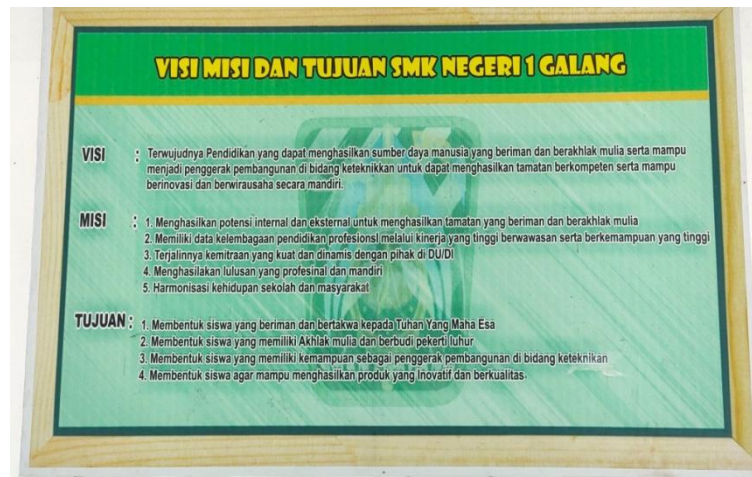 VISI MISI DAN TUJUAN SMK NEGERI 1 GALANG
VISI : Terwujudnya Pendidikan yang dapat menghasilkan sumber daya manusia yang beriman dan berakhlak mulia serta mampu
menjadi penggerak pembangunan di bidang keteknikkan untuk dapat menghasilkan tamatan berkompeten serta mampu
berinovasi dan berwirausaha secara mandiri.
MISI : 1. Menghasilkan potensi internal dan eksternal untuk menghasilkan tamatan yang beriman dan berakhlak mulia
2. Memiliki data kelembagaan pendidikan profesionsl melalui kinerja yang tinggi berwawasan serta berkemampuan yang tinggi
3. Terjalinnya kemitraan yang kuat dan dinamis dengan pihak di DU/DI
4. Menghasilakan lulusan yang profesinal dan mandiri
5. Harmonisasi kehidupan sekolah dan masyarakat
TUJUAN : 1. Membentuk siswa yang beriman dan bertakwa kepada Tuhan Yang Maha Esa
2. Membentuk siswa yang memiliki Akhlak mulia dan berbudi pekerti luhur
3. Membentuk siswa yang memiliki kemampuan sebagai penggerak pembangunan di bidang keteknikan
4. Membentuk siswa agar mampu menghasilkan produk yang Inovatif dan berkualitas.